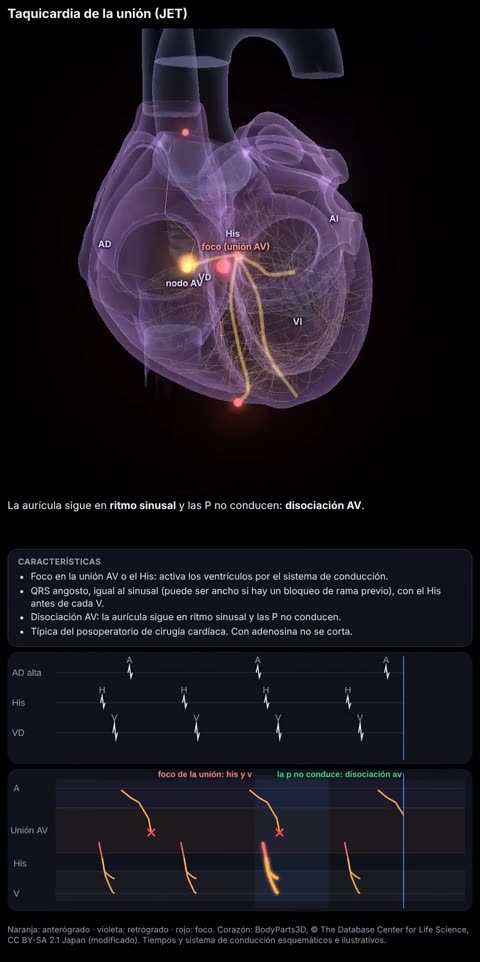 Taquicardia de la unión (JET)
AI
His
AD
foco (unión AV)
VD
nodo AV
VI
La aurícula sigue en ritmo sinusal y las P no conducen: disociación AV.
CARACTERÍSTICAS
• Foco en la unión AV o el His: activa los ventrículos por el sistema de conducción.
• QRS angosto, igual al sinusal (puede ser ancho si hay un bloqueo de rama previo), con el His
antes de cada V.
• Disociación AV: la aurícula sigue en ritmo sinusal y las P no conducen.
• Típica del posoperatorio de cirugía cardíaca. Con adenosina no se corta.
A A A
AD alta
H H H H
His
V V V V
VD
foco de la unión: his y v la p no conduce: disociación av
A
Unión AV
His
V
Naranja: anterógrado · violeta: retrógrado · rojo: foco. Corazón: BodyParts3D, © The Database Center for Life Science,
CC BY-SA 2.1 Japan (modificado). Tiempos y sistema de conducción esquemáticos e ilustrativos.